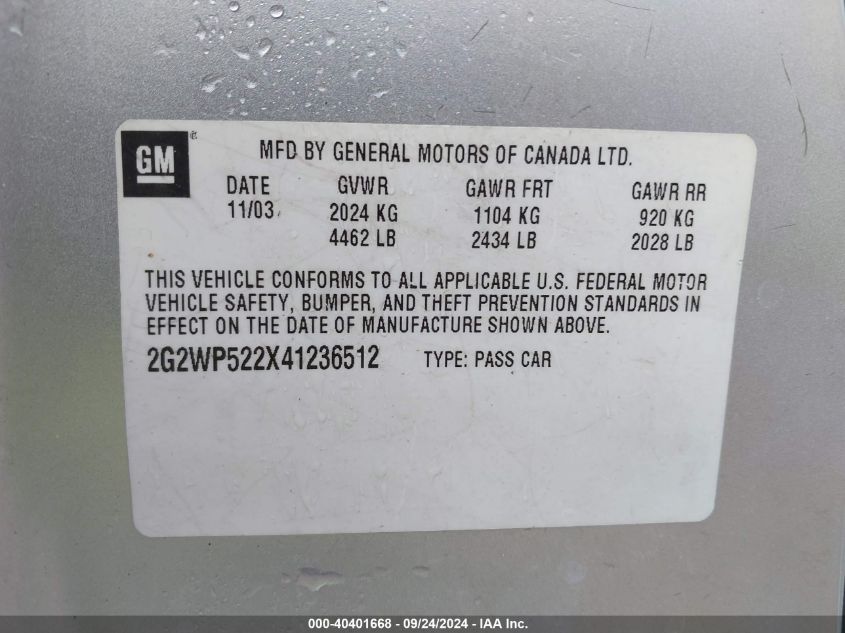 GM ®
MFD BY GENERAL MOTORS OF CANADA LTD.
DATE GVWR GAWR FRT GAWR RR
11/03 2024 KG 1104 KG 920 KG
4462 LB 2434 LB 2028 LB
THIS VEHICLE CONFORMS TO ALL APPLICABLE U.S. FEDERAL MOTOR
VEHICLE SAFETY, BUMPER, AND THEFT PREVENTION STANDARDS IN
EFFECT ON THE DATE OF MANUFACTURE SHOWN ABOVE.
2G2WP522X41236512 TYPE: PASS CAR
000-40401668 - 09/24/2024 - IAA Inc.